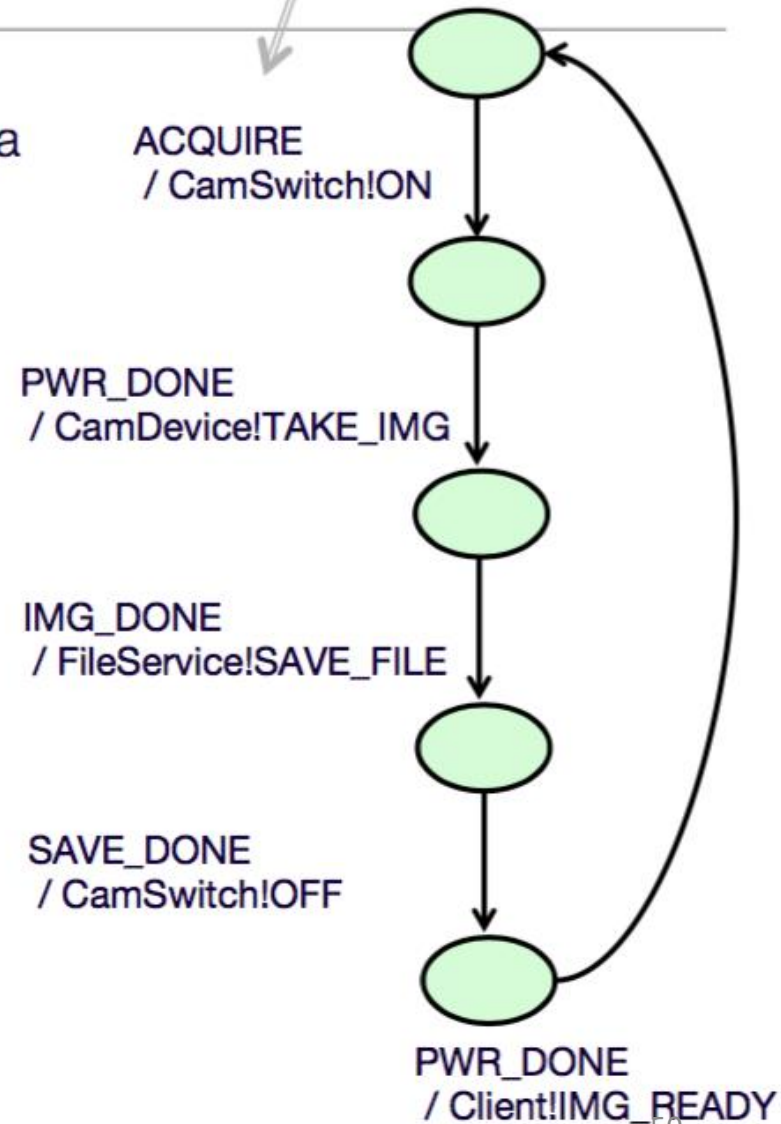 a
ACQUIRE
/ CamSwitch!ON
PWR_DONE
/ CamDevice!TAKE_IMG
IMG_DONE
/ FileService!SAVE_FILE
SAVE_DONE
/ CamSwitch!OFF
PWR_DONE
/ Client!IMG_READY